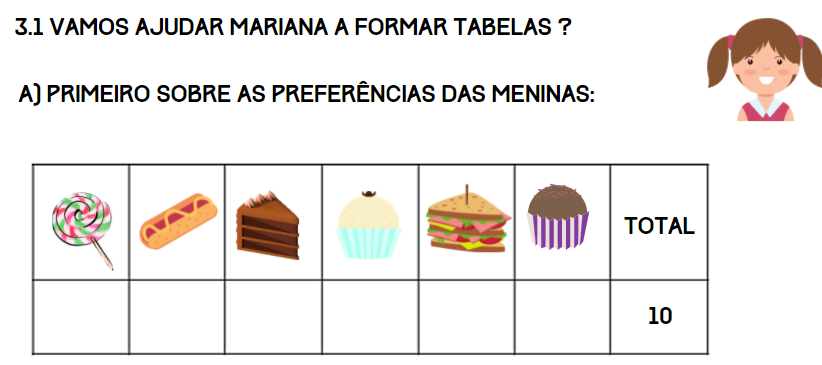 3.1 VAMOS AJUDAR MARIANA A FORMAR TABELAS ?
A) PRIMEIRO SOBRE AS PREFERÊNCIAS DAS MENINAS:
TOTAL
10